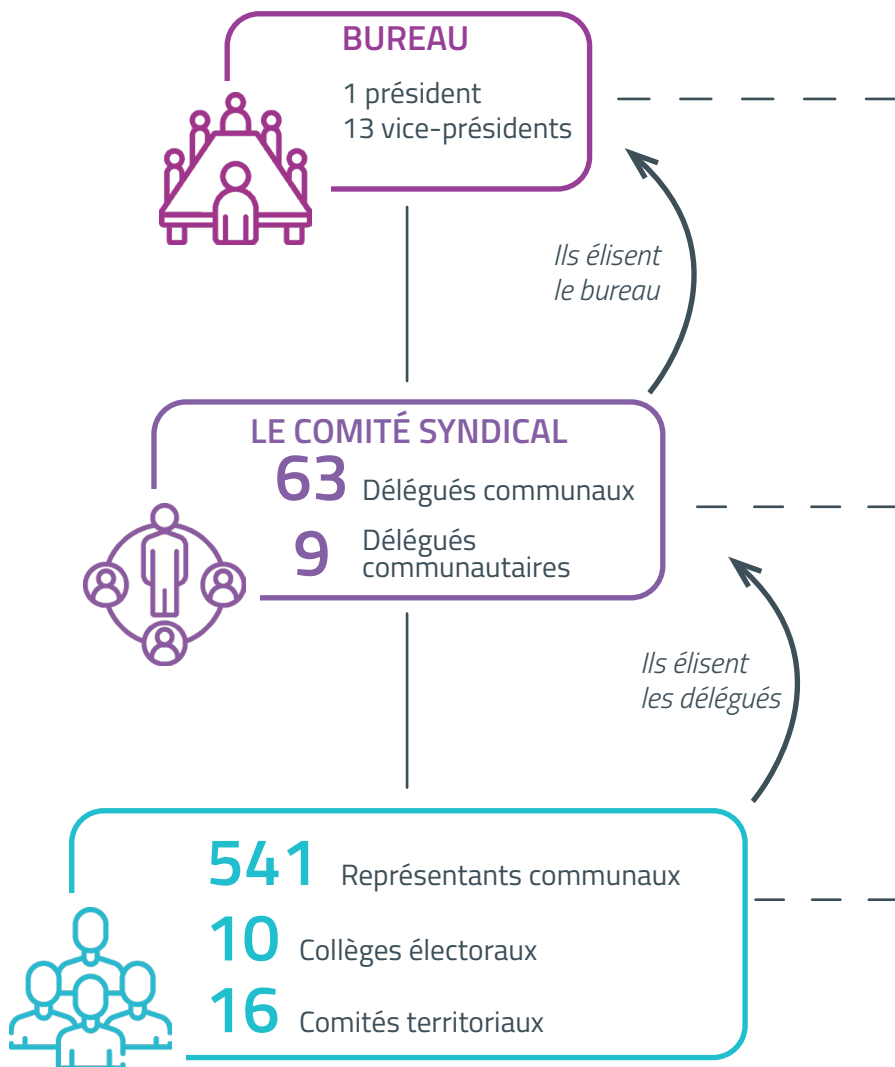 BUREAU
1 président
13 vice-présidents
Ils élisent
le bureau
LE COMITÉ SYNDICAL
63 Délégués communaux
9 Délégués
communautaires
Ils élisent
les délégués
541 Représentants communaux
10 Collèges électoraux
16 Comités territoriaux